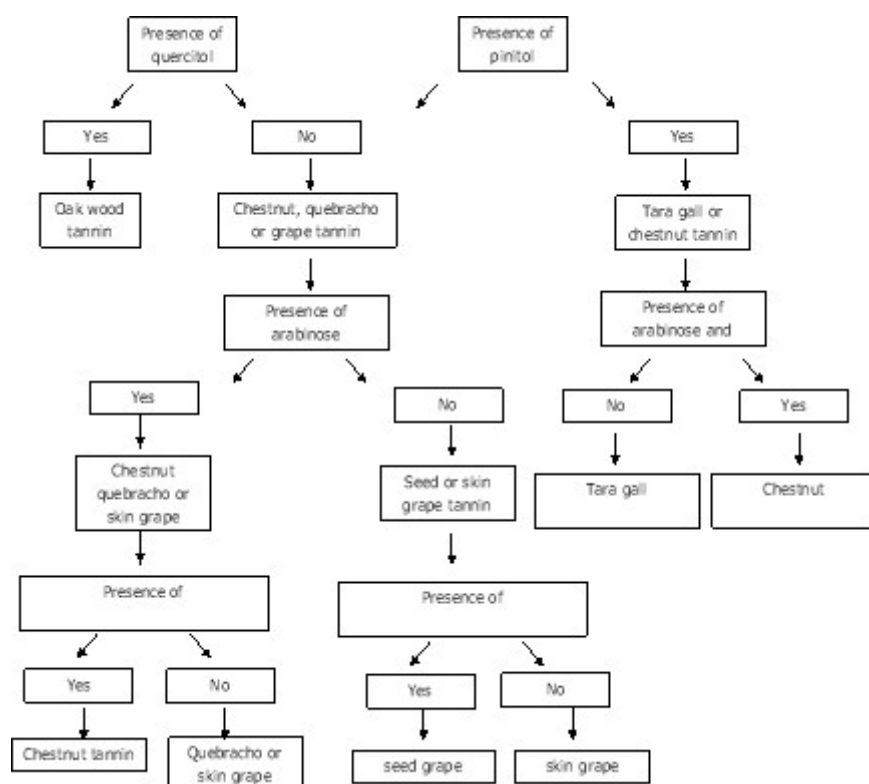 Presence of
quercitol
Presence of
pinitol
Yes
No
Yes
Oak wood
tannin
Chestnut, quebracho
or grape tannin
Tara gall or
chestnut tannin
Presence of
arabinose
Presence of
arabinose and
Yes
No
No
Yes
Chestnut
quebracho or
skin grape
Seed or skin
grape tannin
Tara gall
Chestnut
Presence of
Presence of
Yes
No
Yes
No
Chestnut tannin
Quebracho or
skin grape
seed grape
skin grape